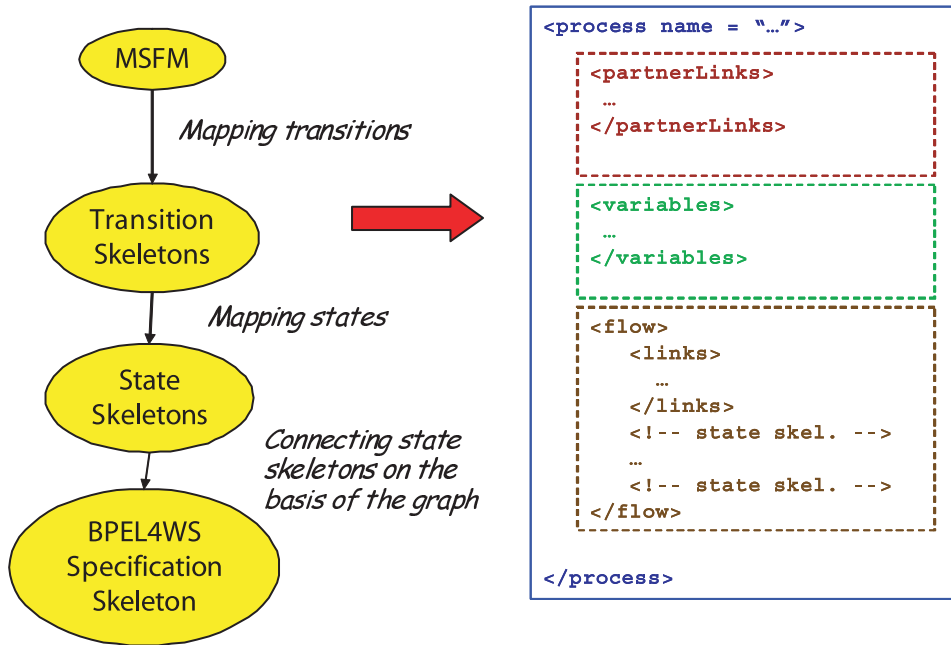 MSFM
Mapping transitions
Transition
Skeletons
Mapping states
State
Skeletons
Connecting state
skeletons on the
basis of the graph
BPEL4WS
Specification
Skeleton
<process name = “…”>
<partnerLinks>
…
</partnerLinks>
<variables>
…
</variables>
<flow>
<links>
…
</links>
<!-- state skel. -->
…
<!-- state skel. -->
</flow>
</process>